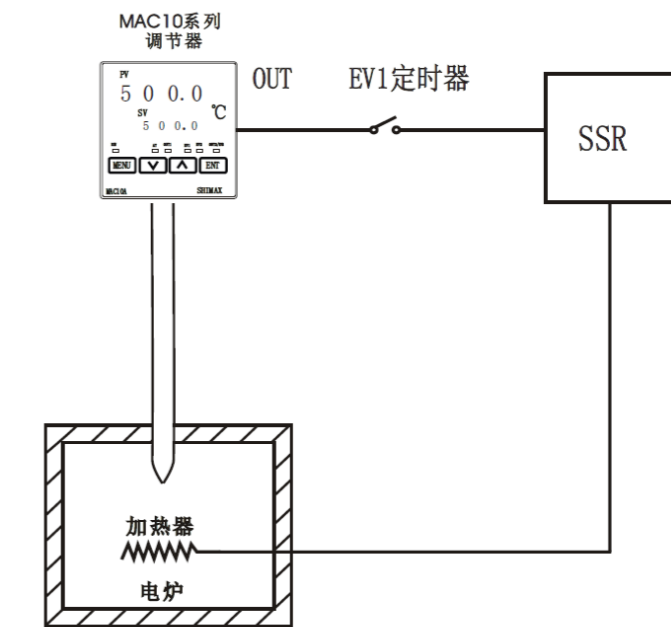 MAC10系列
调节器
PV
500.0
℃
SV
500.0
MENU
ENT
MAC10A
SHIMAX
OUT
EV1定时器
SSR
加热器
电炉